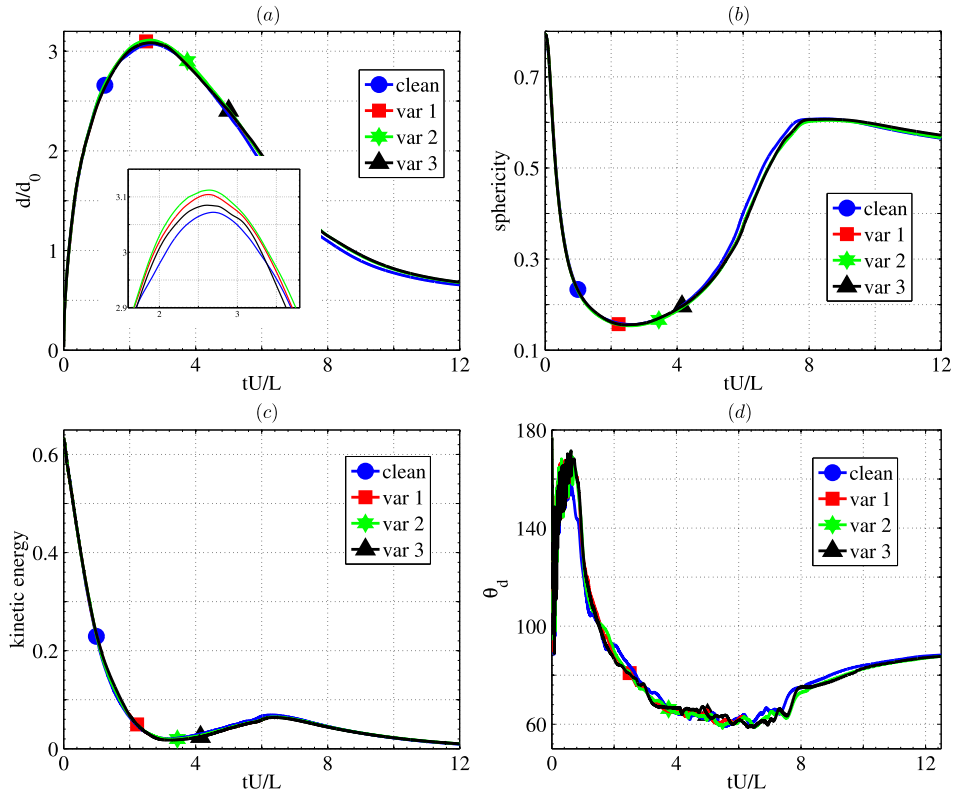 (a)
3
2
1
0
d/d0
0
4
8
12
tU/L
clean
var 1
var 2
var 3
3.1
3
2.9
2
3
(b)
0.7
0.5
0.3
0.1
sphericity
0
4
8
12
tU/L
clean
var 1
var 2
var 3
(c)
0.6
0.4
0.2
0
kinetic energy
0
4
8
12
tU/L
clean
var 1
var 2
var 3
(d)
180
140
100
60
θd
0
4
8
12
tU/L
clean
var 1
var 2
var 3